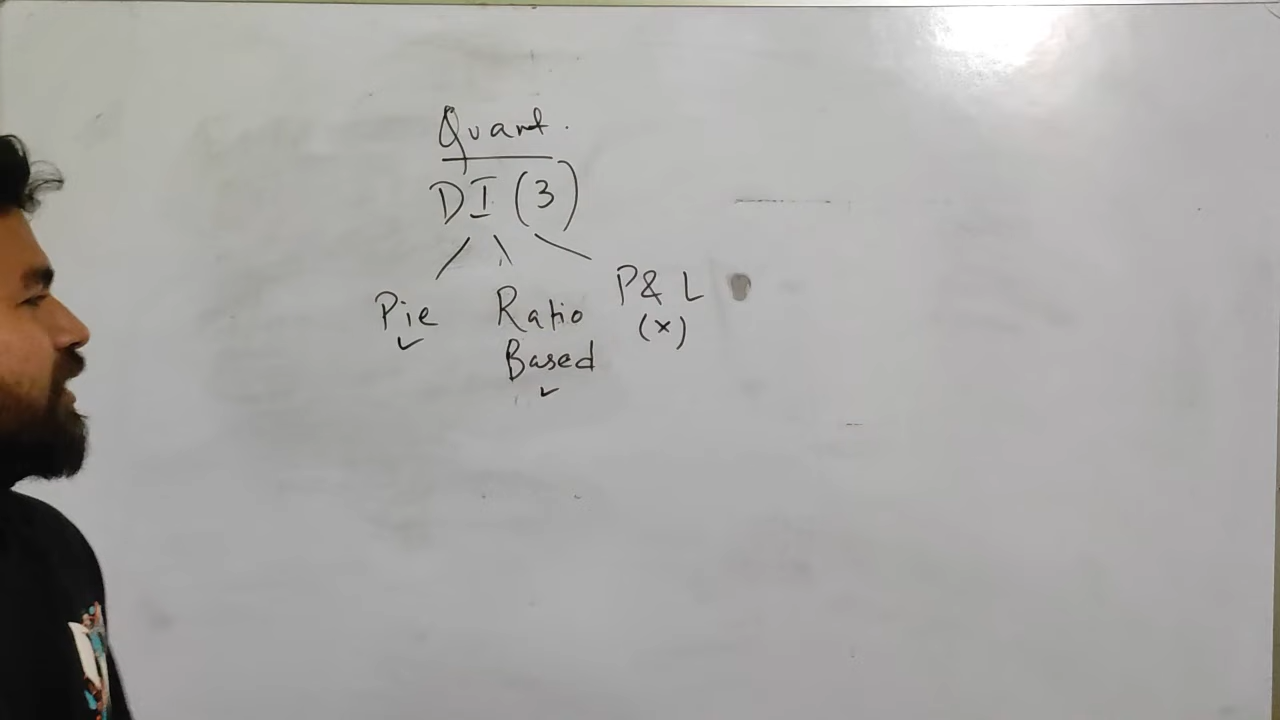 Quant.
DI (3)
Pie ✓
Ratio Based ✓
P& L (x)